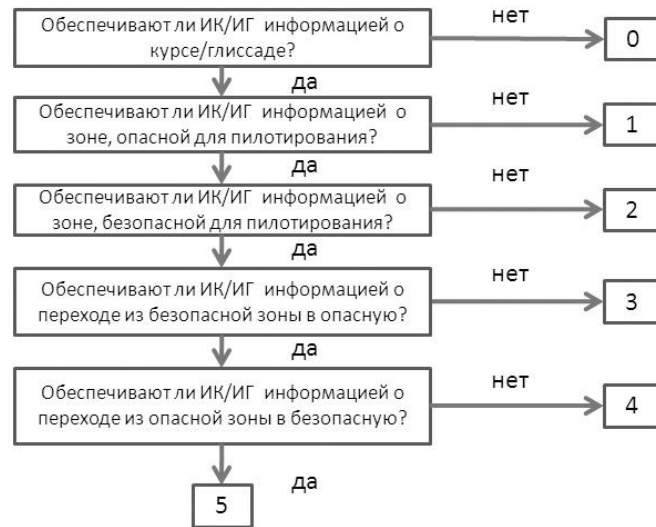 Обеспечивают ли ИК/ИГ информацией о
курсе/глиссаде?
нет
0
да
Обеспечивают ли ИК/ИГ информацией о
зоне, опасной для пилотирования?
нет
1
да
Обеспечивают ли ИК/ИГ информацией о
зоне, безопасной для пилотирования?
нет
2
да
Обеспечивают ли ИК/ИГ информацией о
переходе из безопасной зоны в опасную?
нет
3
да
Обеспечивают ли ИК/ИГ информацией о
переходе из опасной зоны в безопасную?
нет
4
да
5